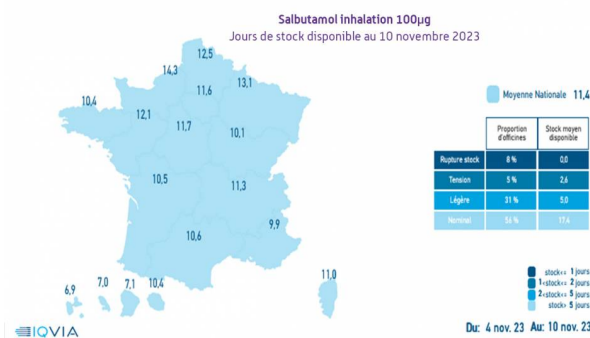 Salbutamol inhalation 100µg
Jours de stock disponible au 10 novembre 2023
12,5
14,3
13,1
11,6
10,4
12,1
11,7
10,1
10,5
11,3
9,9
10,6
11,0
6,9
7,0
7,1
10,4
Moyenne Nationale 11,4
Proportion d'officines
Stock moyen disponible
Rupture stock 8 % 0,0
Tension 5 % 2,6
Légère 31 % 5,0
Nominal 56 % 17,4
stock<= 1 jours
1<stock<= 2 jours
2<stock<= 5 jours
stock> 5 jours
IQVIA
Du: 4 nov. 23 Au: 10 nov. 23